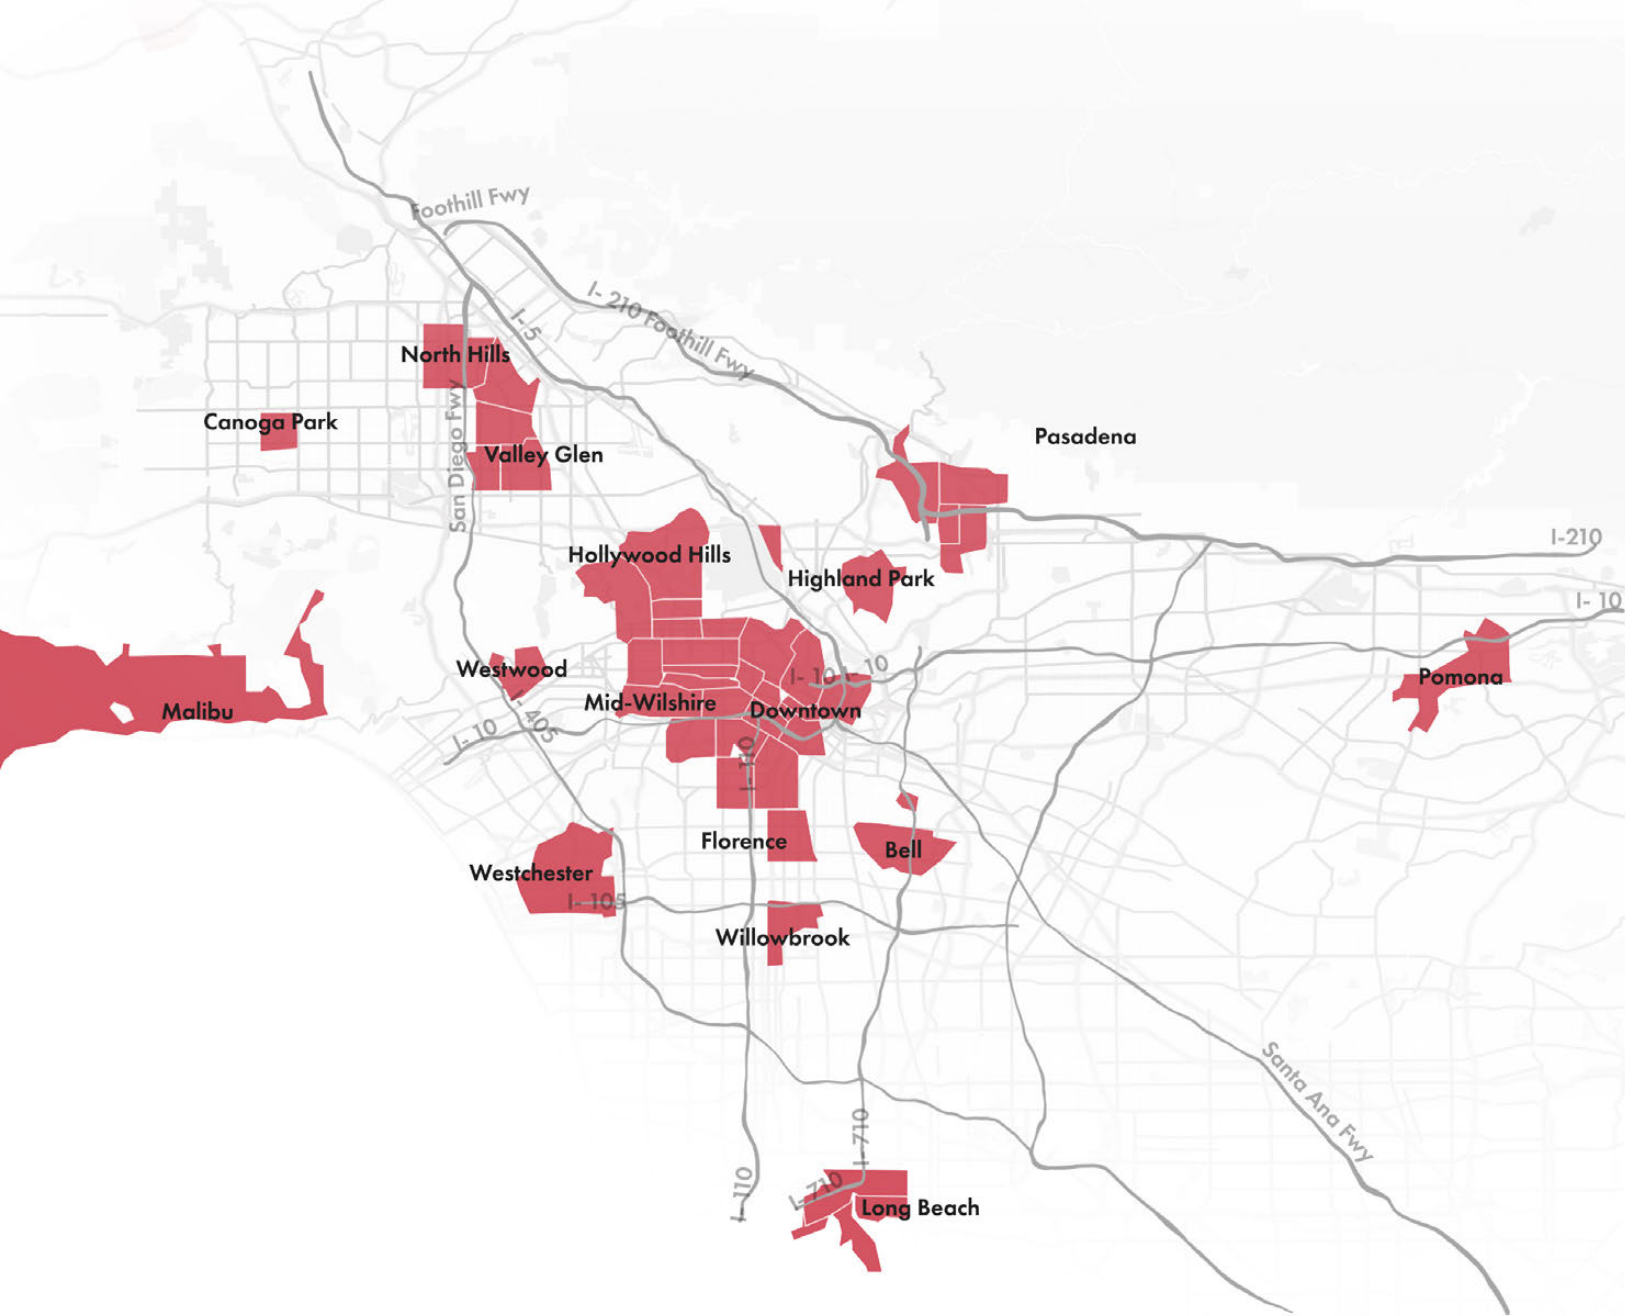 Foothill Fwy
I- 210 Foothill Fwy
I- 5
North Hills
Canoga Park
San Diego Fwy
Valley Glen
Pasadena
Hollywood Hills
Highland Park
I-210
I- 10
Westwood
I- 10
I- 10
Pomona
Malibu
Mid-Wilshire
Downtown
I- 405
I- 10
I- 110
Florence
Bell
Westchester
I- 105
Willowbrook
Santa Ana Fwy
I-710
I- 110
I- 710
Long Beach